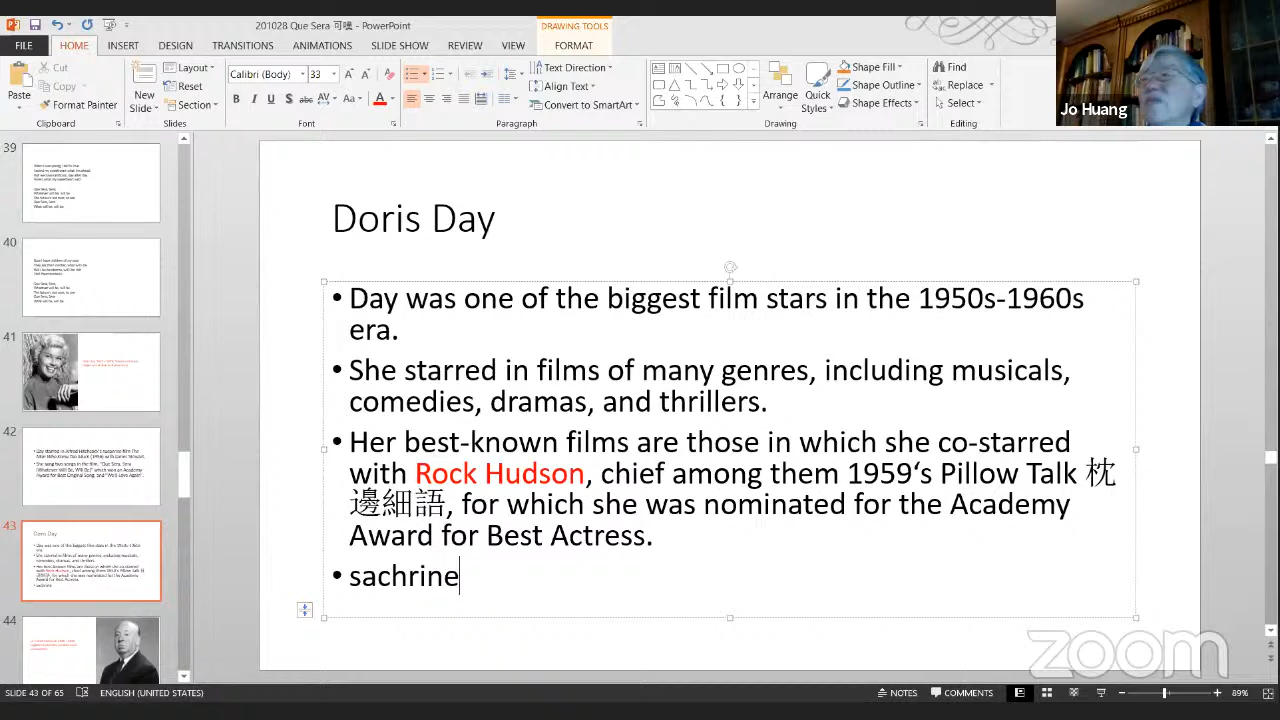 201028 Que Sera 可唯 - PowerPoint
DRAWING TOOLS
FILE HOME INSERT DESIGN TRANSITIONS ANIMATIONS SLIDE SHOW REVIEW VIEW FORMAT
Paste
Cut
Copy
Format Painter
Clipboard
New Slide
Layout
Reset
Section
Slides
Calibri (Body) 33
Font
Text Direction
Align Text
Convert to SmartArt
Paragraph
Arrange
Quick Styles
Shape Fill
Shape Outline
Shape Effects
Drawing
Find
Replace
Select
Editing
Jo Huang
39
40
41
42
43
44
Doris Day
• Day was one of the biggest film stars in the 1950s-1960s
era.
• She starred in films of many genres, including musicals,
comedies, dramas, and thrillers.
• Her best-known films are those in which she co-starred
with Rock Hudson, chief among them 1959‘s Pillow Talk 枕
邊細語, for which she was nominated for the Academy
Award for Best Actress.
• sachrine
zoom
SLIDE 43 OF 65 ENGLISH (UNITED STATES) NOTES COMMENTS 89%